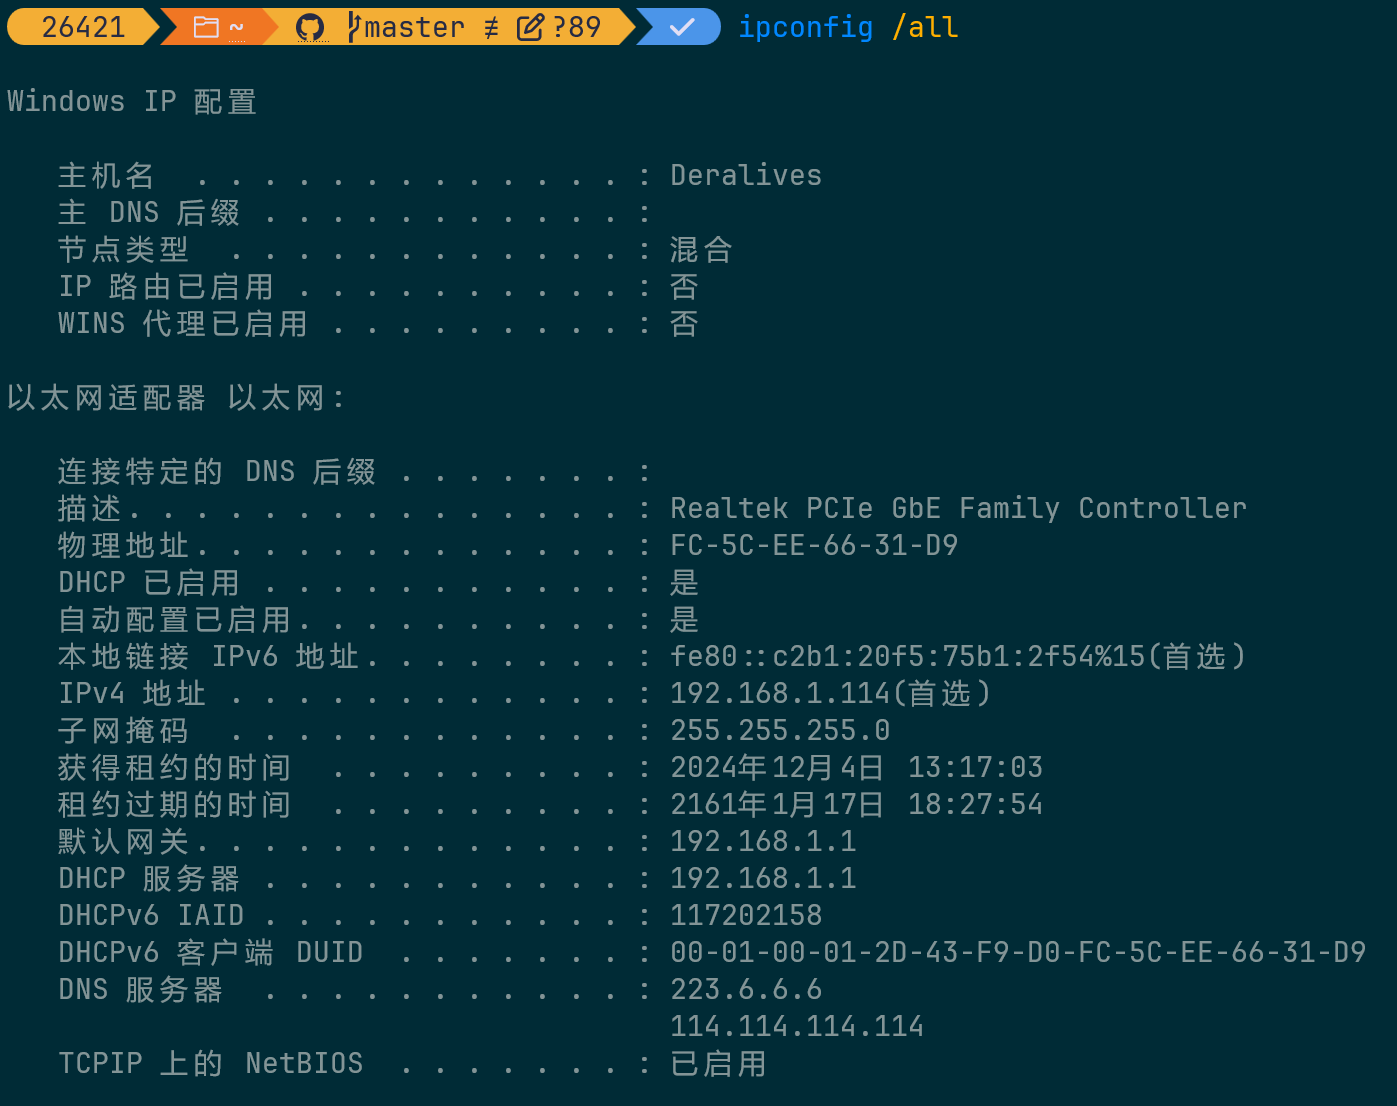 26421 ~ master ≢ ?89 ipconfig /all
Windows IP 配置
主机名 . . . . . . . . . . . . . : Deralives
主 DNS 后缀 . . . . . . . . . . . :
节点类型 . . . . . . . . . . . . : 混合
IP 路由已启用 . . . . . . . . . . : 否
WINS 代理已启用 . . . . . . . . . : 否
以太网适配器 以太网:
连接特定的 DNS 后缀 . . . . . . . :
描述. . . . . . . . . . . . . . . : Realtek PCIe GbE Family Controller
物理地址. . . . . . . . . . . . . : FC-5C-EE-66-31-D9
DHCP 已启用 . . . . . . . . . . . : 是
自动配置已启用. . . . . . . . . . : 是
本地链接 IPv6 地址. . . . . . . . : fe80::c2b1:20f5:75b1:2f54%15(首选)
IPv4 地址 . . . . . . . . . . . . : 192.168.1.114(首选)
子网掩码 . . . . . . . . . . . . : 255.255.255.0
获得租约的时间 . . . . . . . . . : 2024年12月4日 13:17:03
租约过期的时间 . . . . . . . . . : 2161年1月17日 18:27:54
默认网关. . . . . . . . . . . . . : 192.168.1.1
DHCP 服务器 . . . . . . . . . . . : 192.168.1.1
DHCPv6 IAID . . . . . . . . . . . : 117202158
DHCPv6 客户端 DUID . . . . . . . : 00-01-00-01-2D-43-F9-D0-FC-5C-EE-66-31-D9
DNS 服务器 . . . . . . . . . . . : 223.6.6.6
114.114.114.114
TCPIP 上的 NetBIOS . . . . . . . : 已启用